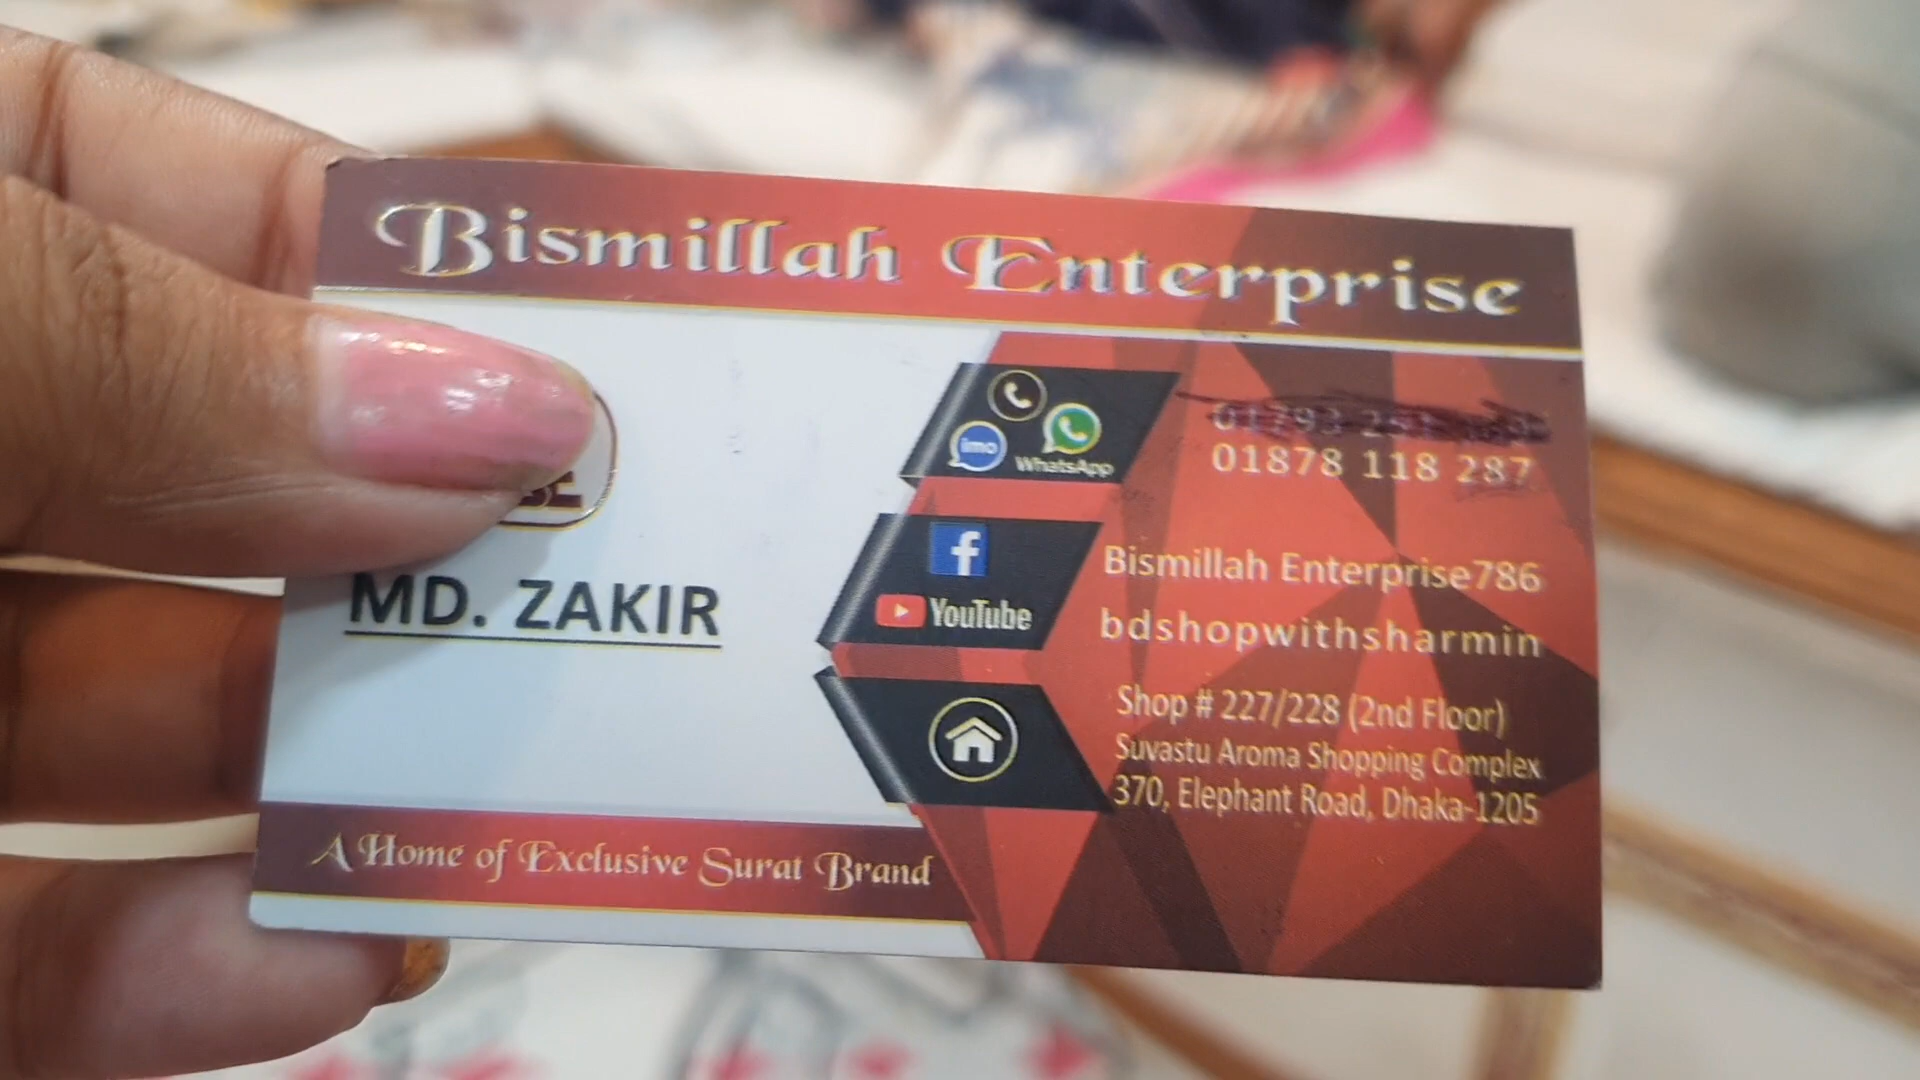 Bismillah Enterprise
BE
MD. ZAKIR
A Home of Exclusive Surat Brand
imo
WhatsApp
01878 118 287
f
YouTube
Bismillah Enterprise786
bdshopwithsharmin
Shop # 227/228 (2nd Floor)
Suvastu Aroma Shopping Complex
370, Elephant Road, Dhaka-1205